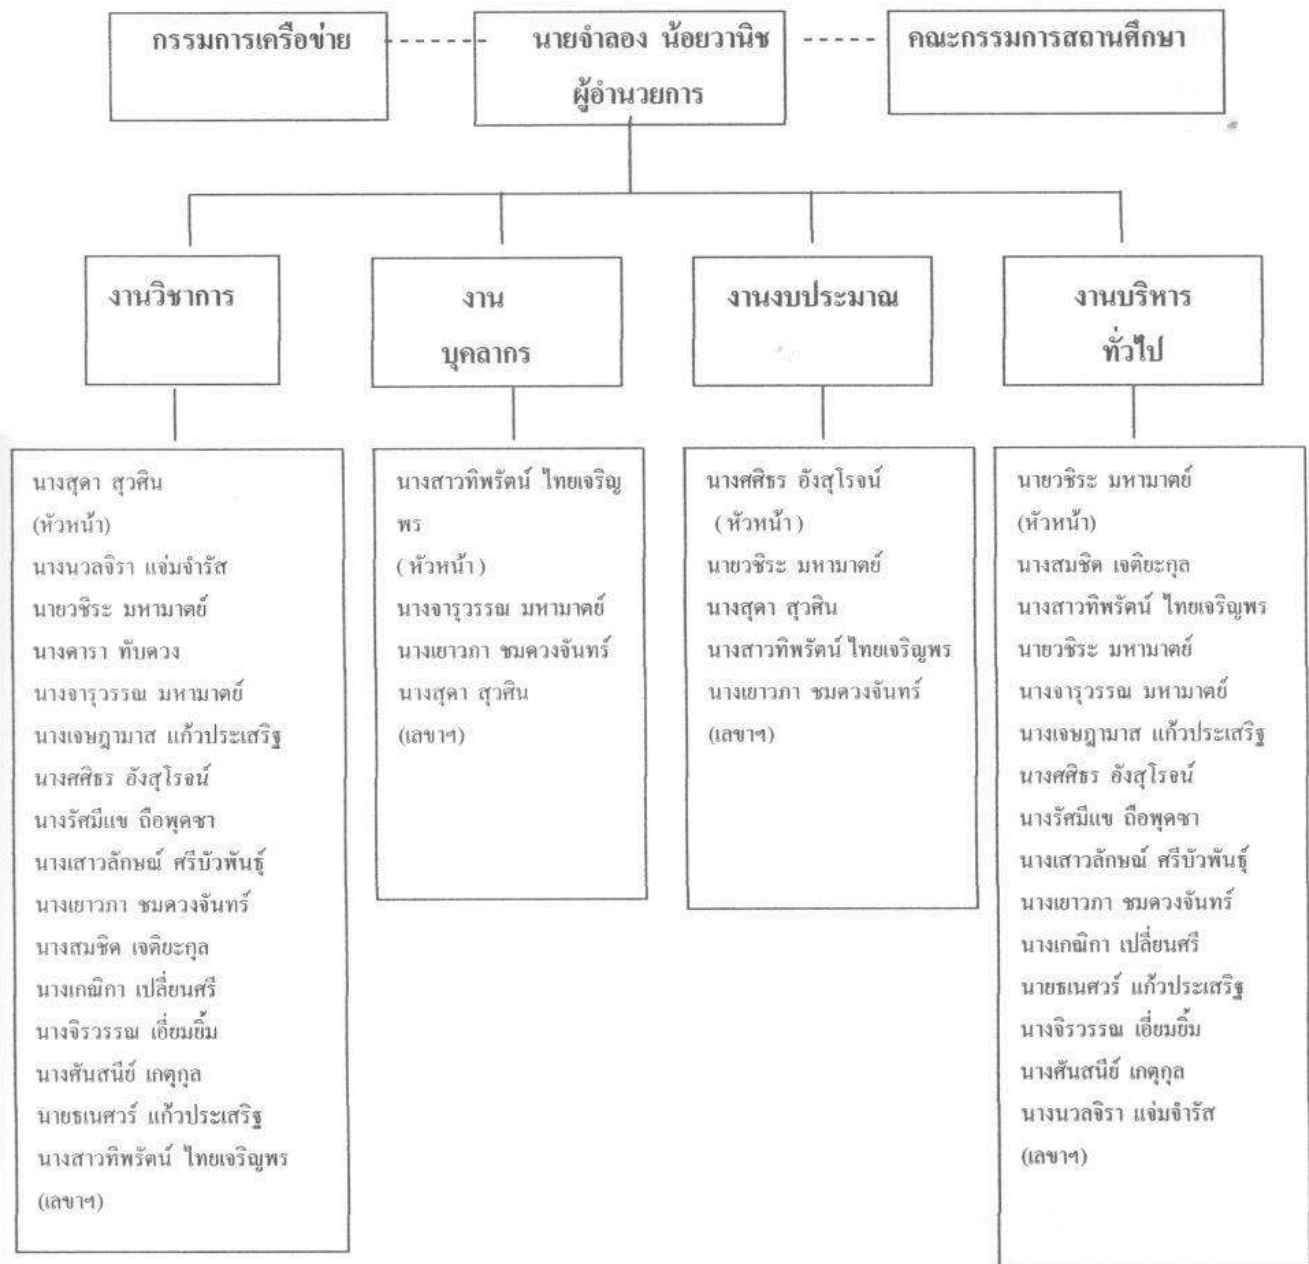 กรรมการเครือข่าย
นายจำลอง น้อยวานิช
ผู้อำนวยการ
คณะกรรมการสถานศึกษา
งานวิชาการ
งาน
บุคลากร
งานงบประมาณ
งานบริหาร
ทั่วไป
นางสุดา สุวศิน
(หัวหน้า)
นางนวลจิรา แจ่มจำรัส
นายวชิระ มหามาตย์
นางดารา ทับดวง
นางจารุวรรณ มหามาตย์
นางเจษฎามาส แก้วประเสริฐ
นางศศิธร อังสุโรจน์
นางรัศมีแข ถือพุดซา
นางเสาวลักษณ์ ศรีบัวพันธุ์
นางเยาวภา ชมดวงจันทร์
นางสมชิด เจติยะกุล
นางเกณิกา เปลี่ยนศรี
นางจิรวรรณ เอี่ยมยิ้ม
นางศันสนีย์ เกตุกุล
นายธเนศวร์ แก้วประเสริฐ
นางสาวทิพรัตน์ ไทยเจริญพร
(เลขาฯ)
นางสาวทิพรัตน์ ไทยเจริญ
พร
( หัวหน้า )
นางจารุวรรณ มหามาตย์
นางเยาวภา ชมดวงจันทร์
นางสุดา สุวศิน
(เลขาฯ)
นางศศิธร อังสุโรจน์
( หัวหน้า )
นายวชิระ มหามาตย์
นางสุดา สุวศิน
นางสาวทิพรัตน์ ไทยเจริญพร
นางเยาวภา ชมดวงจันทร์
(เลขาฯ)
นายวชิระ มหามาตย์
(หัวหน้า)
นางสมชิด เจติยะกุล
นางสาวทิพรัตน์ ไทยเจริญพร
นายวชิระ มหามาตย์
นางจารุวรรณ มหามาตย์
นางเจษฎามาส แก้วประเสริฐ
นางศศิธร อังสุโรจน์
นางรัศมีแข ถือพุดซา
นางเสาวลักษณ์ ศรีบัวพันธุ์
นางเยาวภา ชมดวงจันทร์
นางเกณิกา เปลี่ยนศรี
นายธเนศวร์ แก้วประเสริฐ
นางจิรวรรณ เอี่ยมยิ้ม
นางศันสนีย์ เกตุกุล
นางนวลจิรา แจ่มจำรัส
(เลขาฯ)